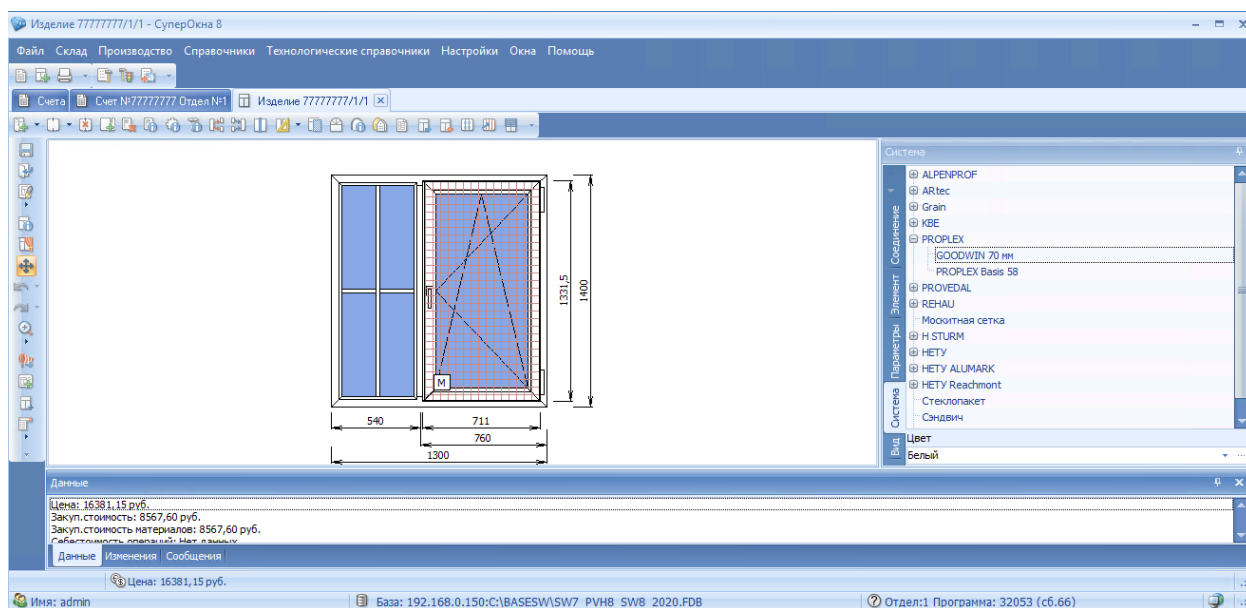 Изделие 77777777/1/1 - СуперОкна 8
Файл Склад Производство Справочники Технологические справочники Настройки Окна Помощь
Счета Счет №77777777 Отдел №1 Изделие 77777777/1/1
Система
ALPENPROF
ARtec
Grain
KBE
PROPLEX
GOODWIN 70 мм
PROPLEX Basis 58
PROVEDAL
REHAU
Москитная сетка
Н STURM
НЕТУ
НЕТУ ALUMARK
НЕТУ Reachmont
Стеклопакет
Сэндвич
Соединение
Элемент
Параметры
Система
Вид
Цвет
Белый
М
1331,5
1400
540
711
760
1300
Данные
Цена: 16381,15 руб.
Закуп.стоимость: 8567,60 руб.
Закуп.стоимость материалов: 8567,60 руб.
Себестоимость операций: Нет данных
Данные Изменения Сообщения
Цена: 16381,15 руб.
Имя: admin База: 192.168.0.150:C:\BASESW\SW7_PVH8_SW8_2020.FDB Отдел:1 Программа: 32053 (сб.66)